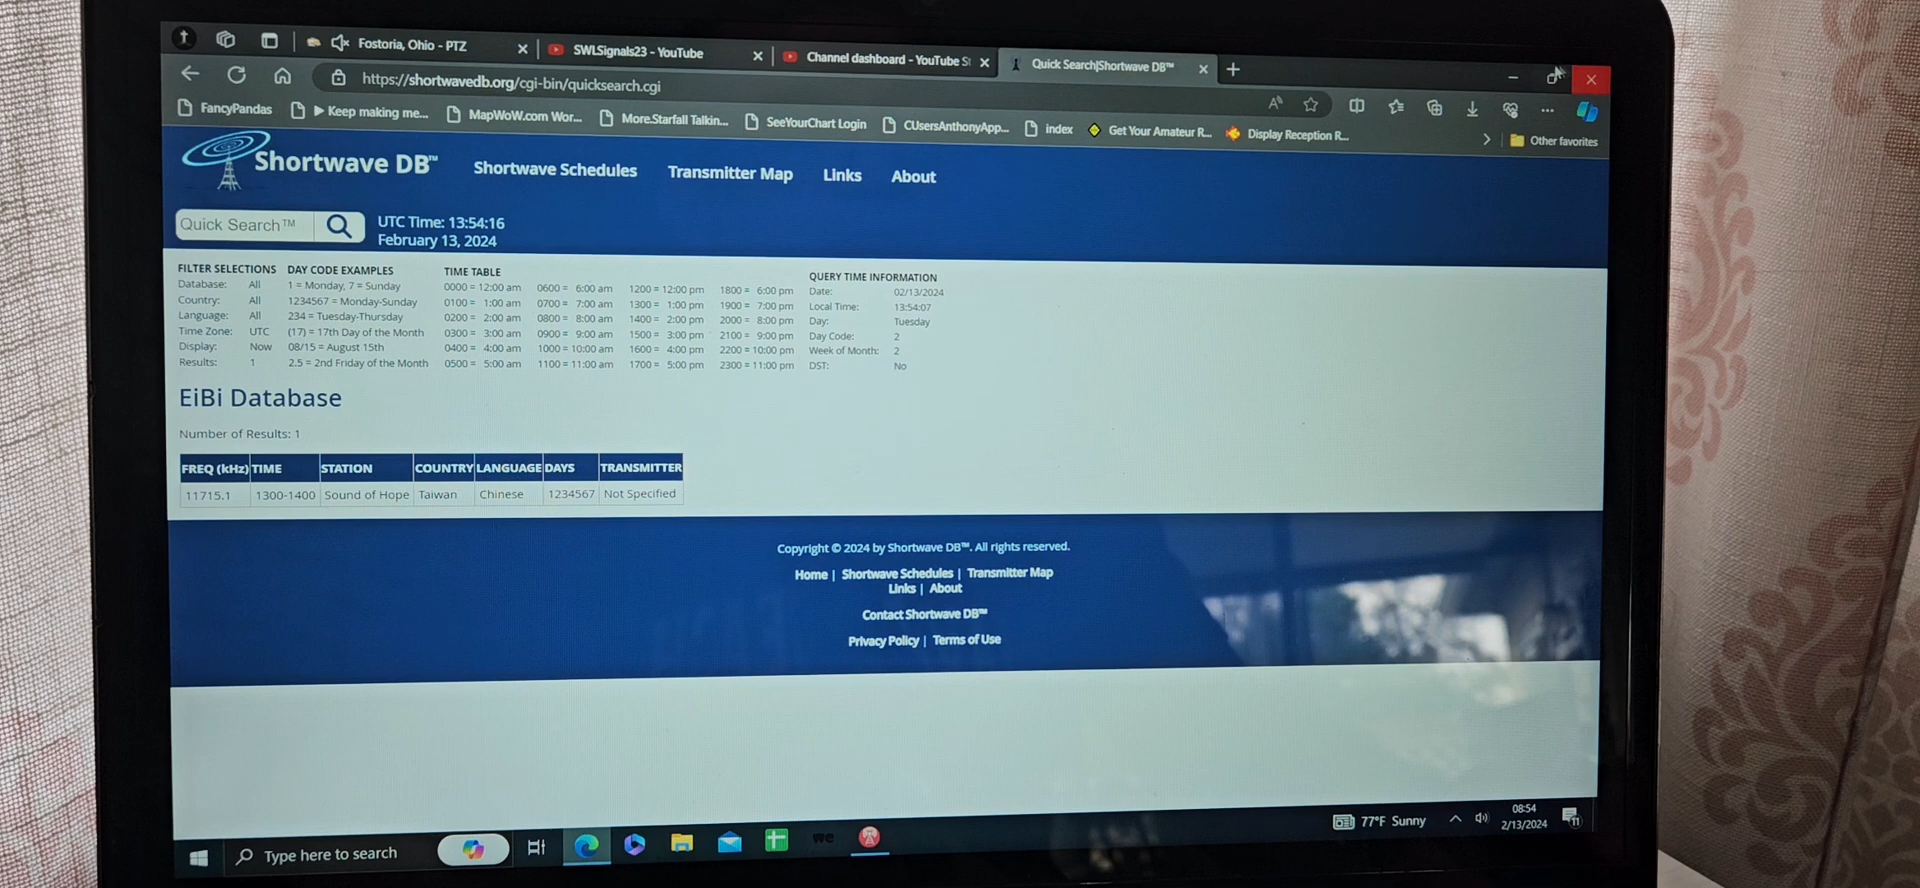 Fostoria, Ohio - PTZ
SWLSignals23 - YouTube
Channel dashboard - YouTube St
Quick Search|Shortwave DB™
https://shortwavedb.org/cgi-bin/quicksearch.cgi
FancyPandas
▶ Keep making me...
MapWoW.com Wor...
More.Starfall Talkin...
SeeYourChart Login
CUsersAnthonyApp...
index
Get Your Amateur R...
Display Reception R...
Other favorites
Shortwave DB™
Shortwave Schedules
Transmitter Map
Links
About
Quick Search™
UTC Time: 13:54:16
February 13, 2024
FILTER SELECTIONS DAY CODE EXAMPLES TIME TABLE QUERY TIME INFORMATION
Database: All 1 = Monday, 7 = Sunday 0000 = 12:00 am 0600 = 6:00 am 1200 = 12:00 pm 1800 = 6:00 pm Date: 02/13/2024
Country: All 1234567 = Monday-Sunday 0100 = 1:00 am 0700 = 7:00 am 1300 = 1:00 pm 1900 = 7:00 pm Local Time: 13:54:07
Language: All 234 = Tuesday-Thursday 0200 = 2:00 am 0800 = 8:00 am 1400 = 2:00 pm 2000 = 8:00 pm Day: Tuesday
Time Zone: UTC (17) = 17th Day of the Month 0300 = 3:00 am 0900 = 9:00 am 1500 = 3:00 pm 2100 = 9:00 pm Day Code: 2
Display: Now 08/15 = August 15th 0400 = 4:00 am 1000 = 10:00 am 1600 = 4:00 pm 2200 = 10:00 pm Week of Month: 2
Results: 1 2.5 = 2nd Friday of the Month 0500 = 5:00 am 1100 = 11:00 am 1700 = 5:00 pm 2300 = 11:00 pm DST: No
EiBi Database
Number of Results: 1
FREQ (kHz) TIME STATION COUNTRY LANGUAGE DAYS TRANSMITTER
11715.1 1300-1400 Sound of Hope Taiwan Chinese 1234567 Not Specified
Copyright © 2024 by Shortwave DB™. All rights reserved.
Home | Shortwave Schedules | Transmitter Map
Links | About
Contact Shortwave DB™
Privacy Policy | Terms of Use
Type here to search
we
77°F Sunny
08:54
2/13/2024
11